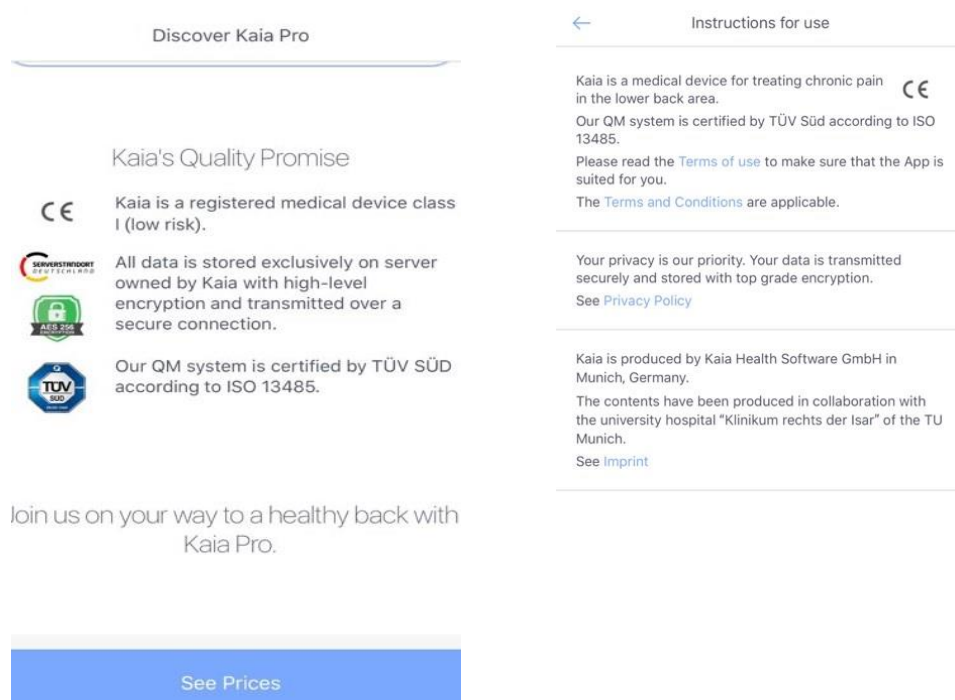 Discover Kaia Pro
Kaia's Quality Promise
CE
Kaia is a registered medical device class
I (low risk).
SERVERSTANDORT
DEUTSCHLAND
AES 256
ENCRYPTION
All data is stored exclusively on server
owned by Kaia with high-level
encryption and transmitted over a
secure connection.
TÜV
SÜD
Our QM system is certified by TÜV SÜD
according to ISO 13485.
Join us on your way to a healthy back with
Kaia Pro.
See Prices
Instructions for use
Kaia is a medical device for treating chronic pain
in the lower back area.
CE
Our QM system is certified by TÜV Süd according to ISO
13485.
Please read the Terms of use to make sure that the App is
suited for you.
The Terms and Conditions are applicable.
Your privacy is our priority. Your data is transmitted
securely and stored with top grade encryption.
See Privacy Policy
Kaia is produced by Kaia Health Software GmbH in
Munich, Germany.
The contents have been produced in collaboration with
the university hospital “Klinikum rechts der Isar” of the TU
Munich.
See Imprint